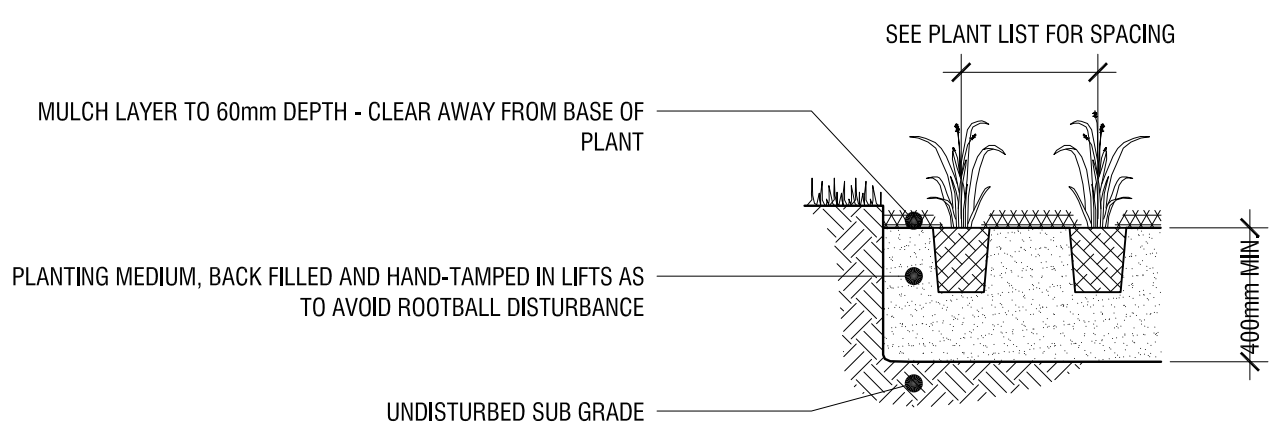 SEE PLANT LIST FOR SPACING
MULCH LAYER TO 60mm DEPTH - CLEAR AWAY FROM BASE OF
PLANT
PLANTING MEDIUM, BACK FILLED AND HAND-TAMPED IN LIFTS AS
TO AVOID ROOTBALL DISTURBANCE
400mm MIN.
UNDISTURBED SUB GRADE